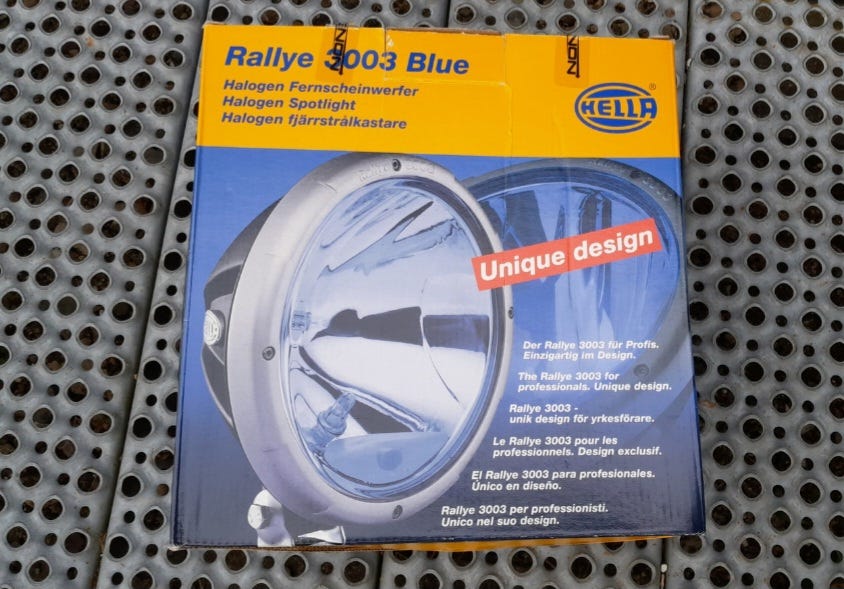 Rallye 3003 Blue
Halogen Fernscheinwerfer
Halogen Spotlight
Halogen fjärrstrålkastare
HELLA®
Unique design
HELLA
Der Rallye 3003 für Profis.
Einzigartig im Design.
The Rallye 3003 for
professionals. Unique design.
Rallye 3003 -
unik design för yrkesförare.
Le Rallye 3003 pour les
professionnels. Design exclusif.
El Rallye 3003 para profesionales.
Único en diseño.
Rallye 3003 per professionisti.
Unico nel suo design.